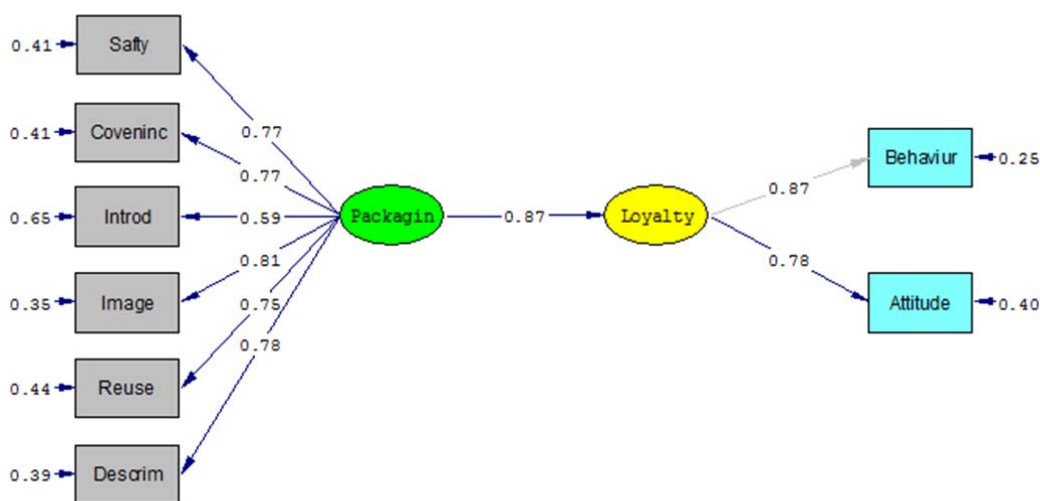 0.41 Safty
0.77
0.41 Coveninc
0.77
0.65 Introd
0.59
0.81
0.35 Image
0.75
0.78
0.44 Reuse
0.39 Descrim
Packagin 0.87 Loyalty
0.87
Behaviur 0.25
0.78
Attitude 0.40